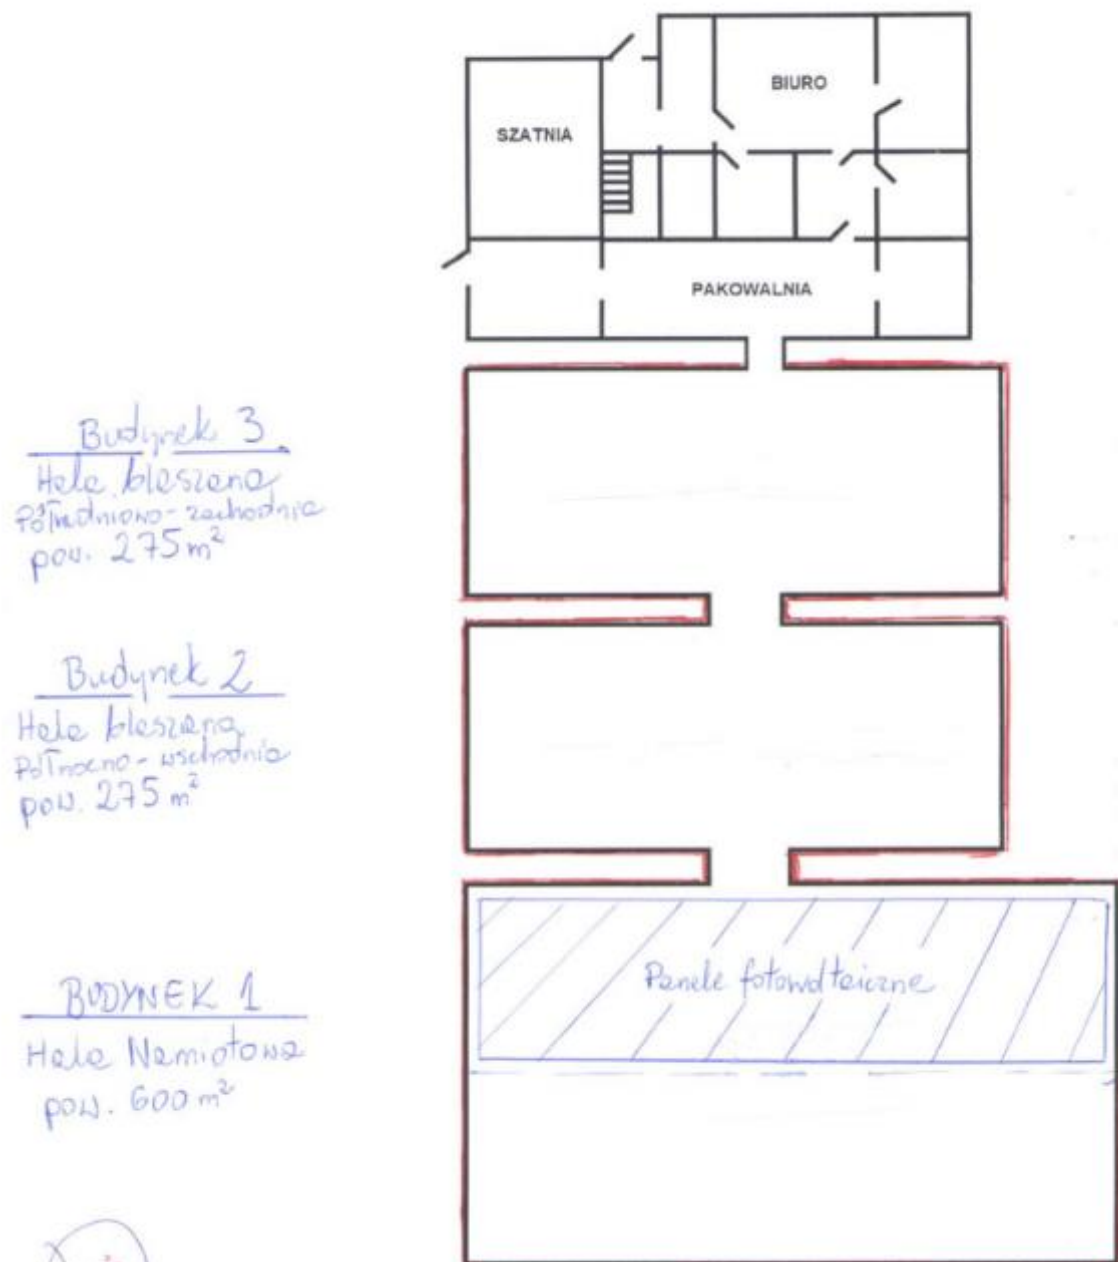 BIURO
SZATNIA
PAKOWALNIA
Budynek 3
Hala blaszana
Południowo-zachodnia
pow. 275 m²
Budynek 2
Hala blaszana
Północno-wschodnia
pow. 275 m²
BUDYNEK 1
Hala Namiotowa
pow. 600 m²
Panele fotowoltaiczne